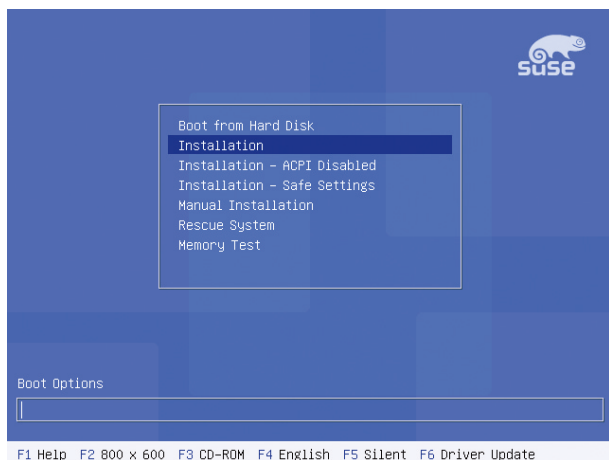 suse
Boot from Hard Disk
Installation
Installation – ACPI Disabled
Installation – Safe Settings
Manual Installation
Rescue System
Memory Test
Boot Options
F1 Help F2 800 x 600 F3 CD-ROM F4 English F5 Silent F6 Driver Update